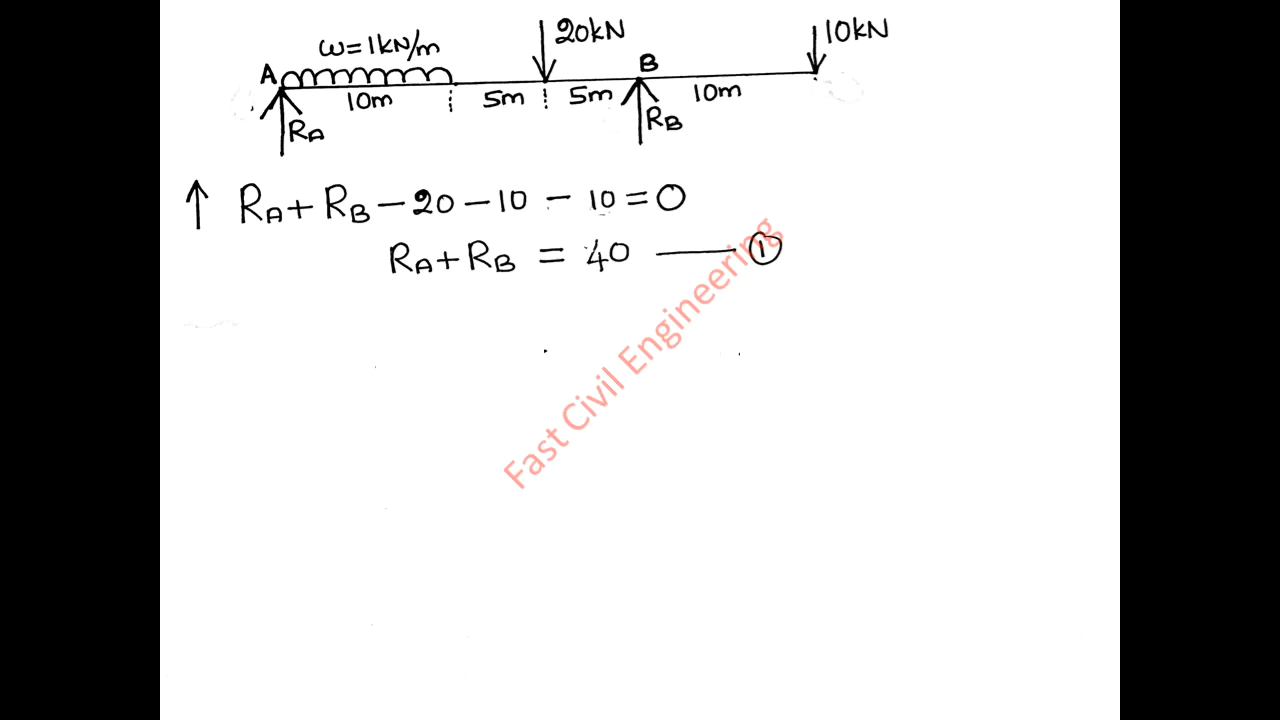 ω=1kN/m 20kN 10kN
A B
10m 5m 5m 10m
RA RB
↑ RA+RB−20−10−10=0
RA+RB = 40 —— ①
Fast Civil Engineering